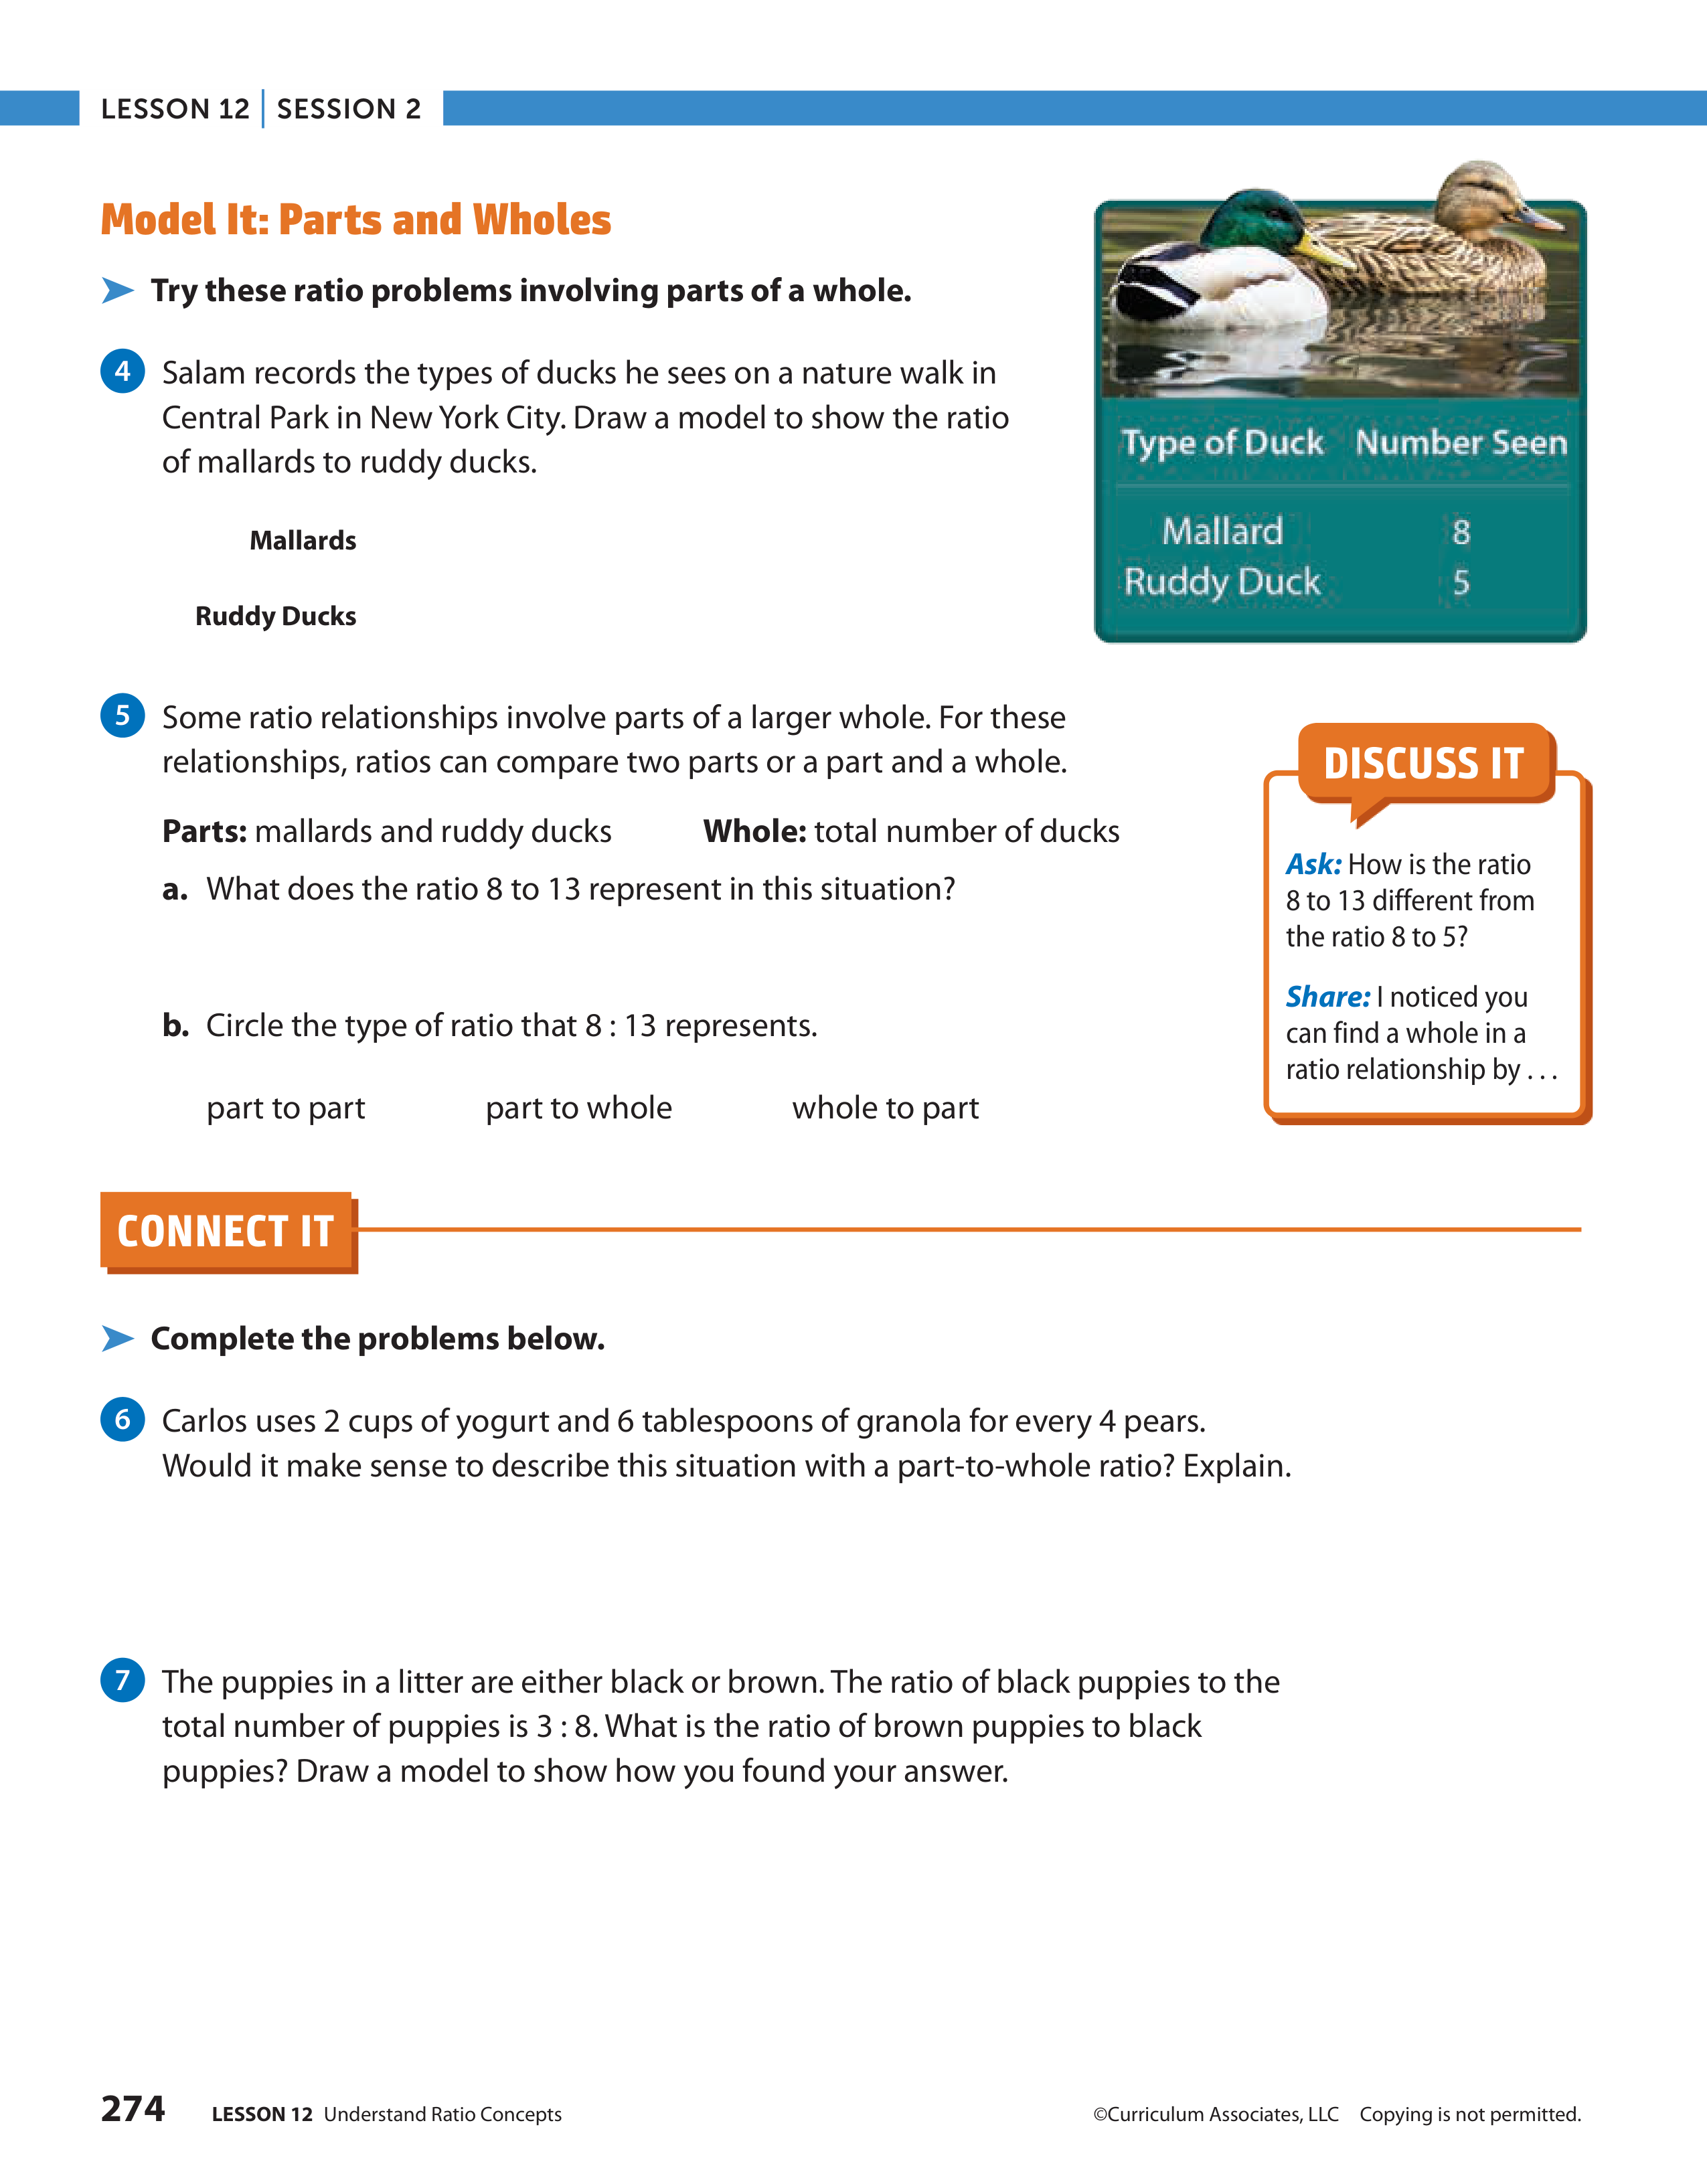 LESSON 12 | SESSION 2
Model It: Parts and Wholes
Try these ratio problems involving parts of a whole.
4 Salam records the types of ducks he sees on a nature walk in
Central Park in New York City. Draw a model to show the ratio
of mallards to ruddy ducks.
Mallards
Ruddy Ducks
Type of Duck Number Seen
Mallard 8
Ruddy Duck 5
5 Some ratio relationships involve parts of a larger whole. For these
relationships, ratios can compare two parts or a part and a whole.
Parts: mallards and ruddy ducks Whole: total number of ducks
a. What does the ratio 8 to 13 represent in this situation?
b. Circle the type of ratio that 8 : 13 represents.
part to part part to whole whole to part
DISCUSS IT
Ask: How is the ratio
8 to 13 different from
the ratio 8 to 5?
Share: I noticed you
can find a whole in a
ratio relationship by . . .
CONNECT IT
Complete the problems below.
6 Carlos uses 2 cups of yogurt and 6 tablespoons of granola for every 4 pears.
Would it make sense to describe this situation with a part-to-whole ratio? Explain.
7 The puppies in a litter are either black or brown. The ratio of black puppies to the
total number of puppies is 3 : 8. What is the ratio of brown puppies to black
puppies? Draw a model to show how you found your answer.
274 LESSON 12 Understand Ratio Concepts ©Curriculum Associates, LLC Copying is not permitted.